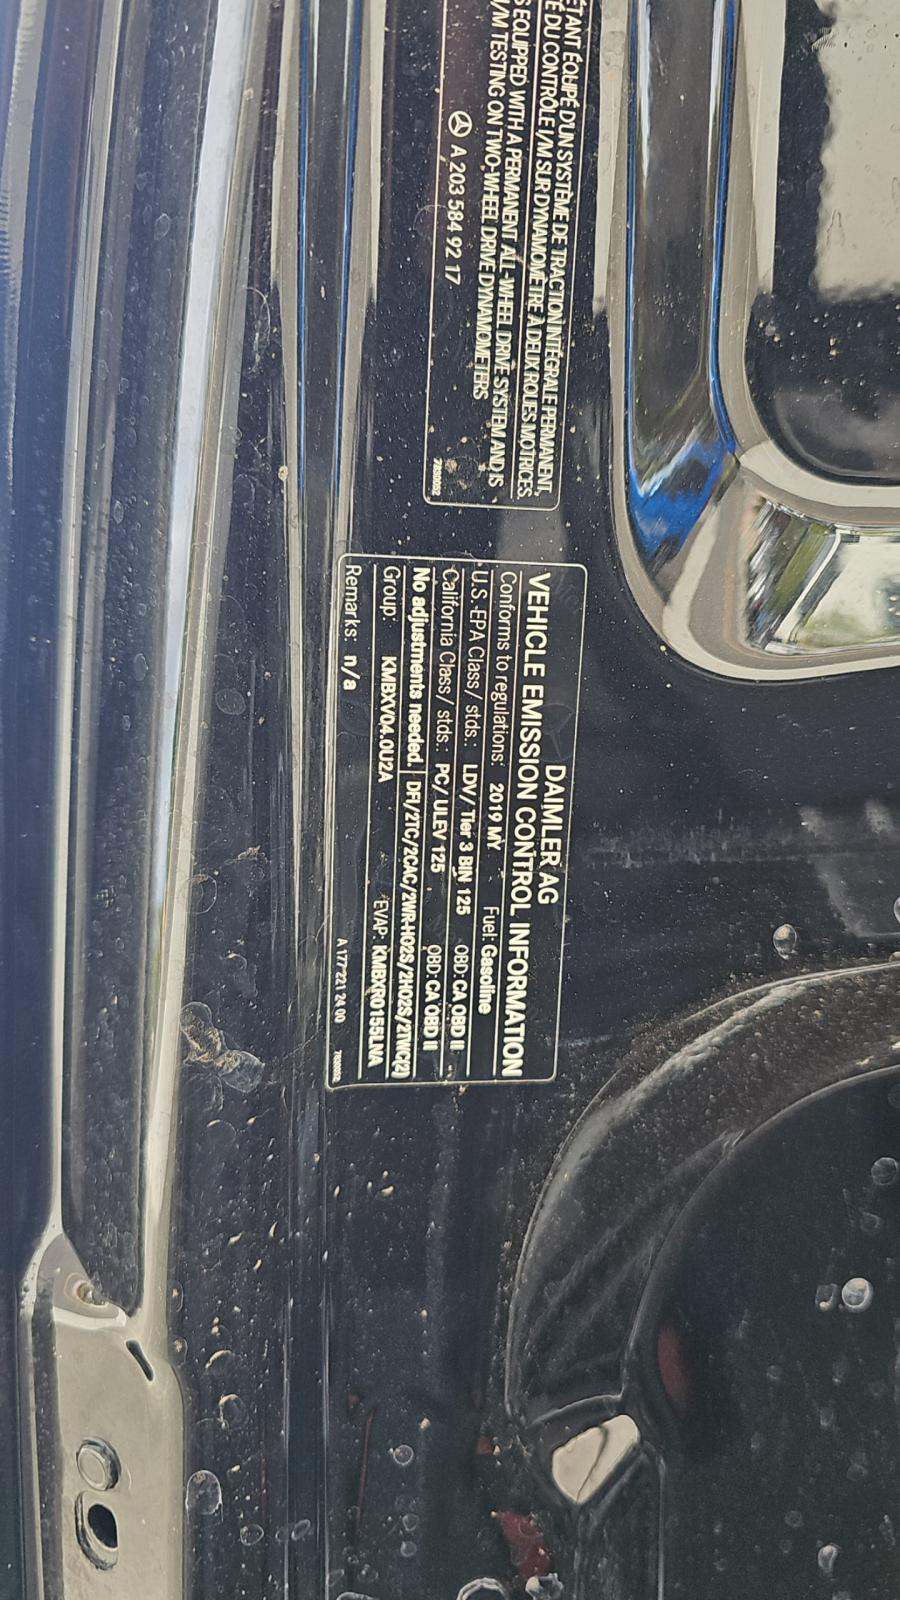 ÉTANT ÉQUIPÉ D'UN SYSTÈME DE TRACTION INTÉGRALE PERMANENT,
DU CONTRÔLE I/M SUR DYNAMOMÈTRE À DEUX ROUES MOTRICES.
EQUIPPED WITH A PERMANENT ALL-WHEEL DRIVE SYSTEM AND IS
I/M TESTING ON TWO-WHEEL DRIVE DYNAMOMETERS
A 203 584 92 17
DAIMLER AG
VEHICLE EMISSION CONTROL INFORMATION
Conforms to regulations: 2019 MY Fuel: Gasoline
U.S. EPA Class/ stds.: LDV/ Tier 3 BIN 125 OBD: CA OBD II
California Class/ stds.: PC/ ULEV 125 OBD: CA OBD II
No adjustments needed. DFI/2TC/2CAC/2WR-HO2S/2HO2S/2TWC(2)
Group: KMBXV04.0U2A EVAP: KMBXR0155LNA
Remarks: n/a
A 177 221 24 00